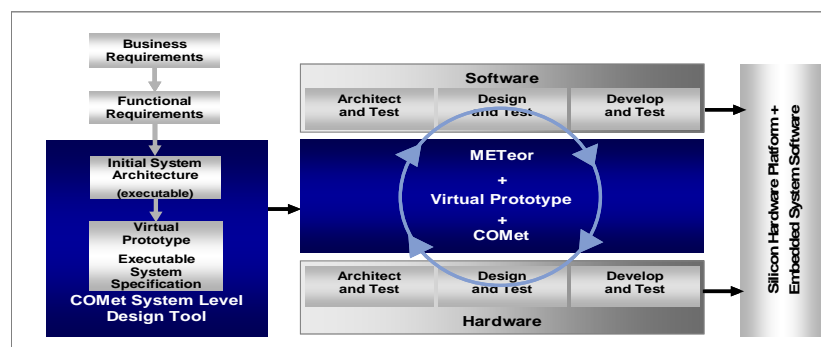 Business
Requirements
Functional
Requirements
Initial System
Architecture
(executable)
Virtual
Prototype
Executable
System
Specification
COMet System Level
Design Tool
Software
Architect
and Test
Design
and Test
Develop
and Test
METeor
+
Virtual Prototype
+
COMet
Architect
and Test
Design
and Test
Develop
and Test
Hardware
Silicon Hardware Platform +
Embedded System Software